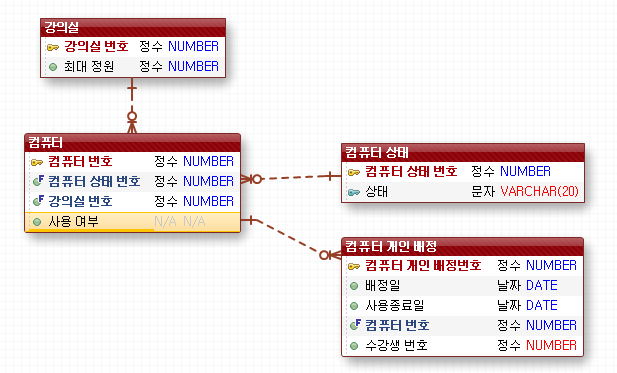 강의실
강의실 번호 정수 NUMBER
최대 정원 정수 NUMBER
컴퓨터
컴퓨터 번호 정수 NUMBER
F 컴퓨터 상태 번호 정수 NUMBER
F 강의실 번호 정수 NUMBER
사용 여부 N/A N/A
컴퓨터 상태
컴퓨터 상태 번호 정수 NUMBER
상태 문자 VARCHAR(20)
컴퓨터 개인 배정
컴퓨터 개인 배정번호 정수 NUMBER
배정일 날짜 DATE
사용종료일 날짜 DATE
F 컴퓨터 번호 정수 NUMBER
수강생 번호 정수 NUMBER